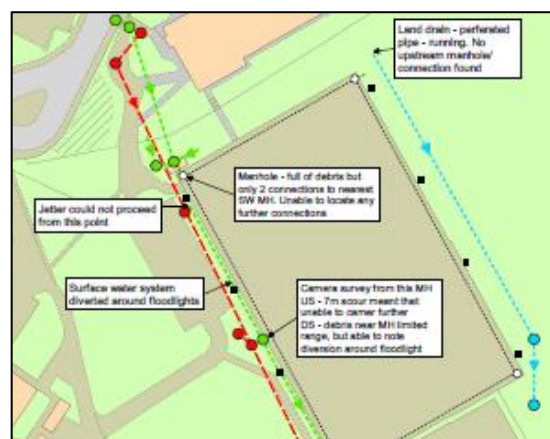 Land drain - perforated
pipe - running. No
upstream manhole/
connection found
Manhole - full of debris but
only 2 connections to nearest
SW MH. Unable to locate any
further connections
Jetter could not proceed
from this point
Surface water system
diverted around floodlights
Camera survey from this MH
US - 7m scour meant that
unable to camer further
DS - debris near MH limited
range, but able to note
diversion around floodlight